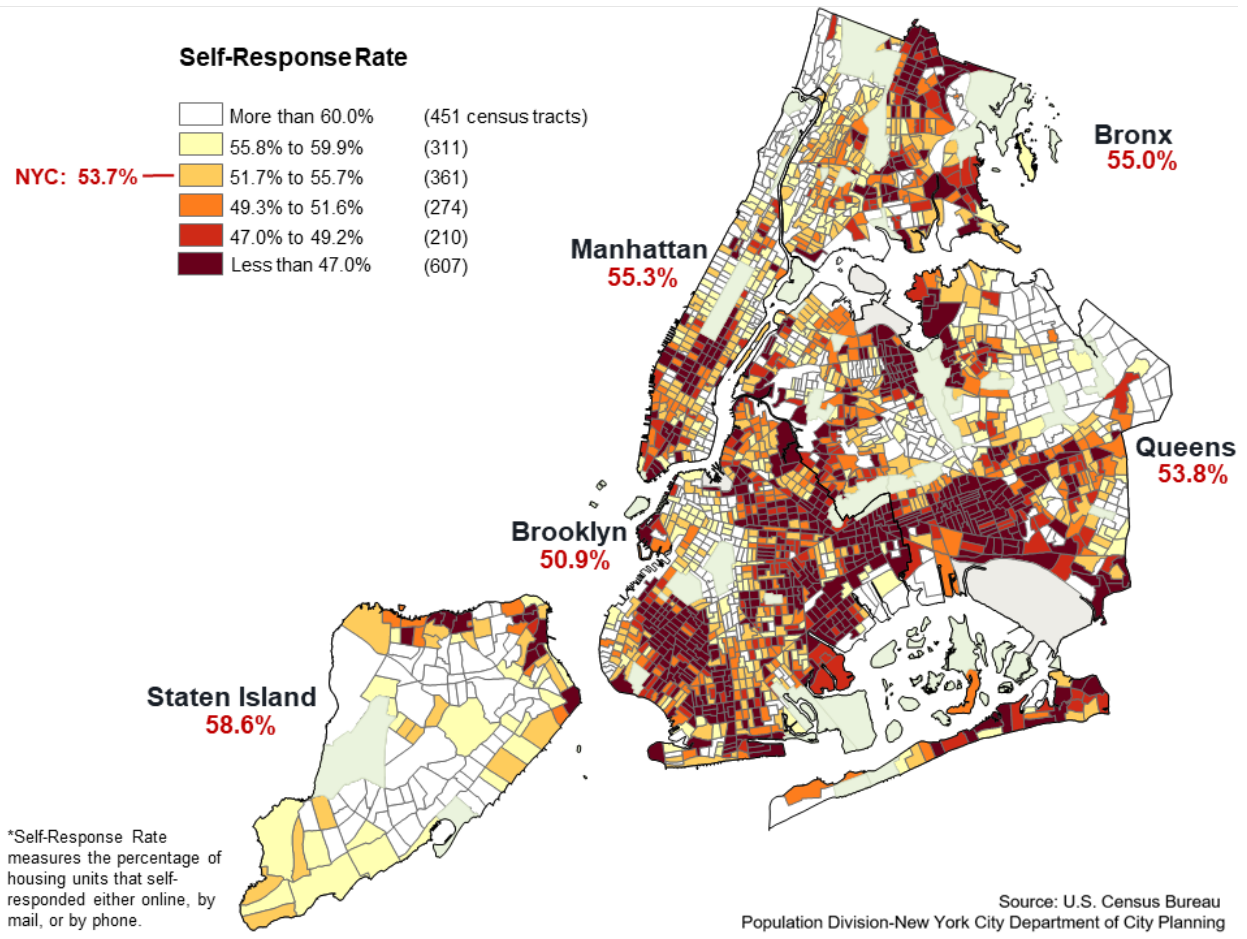 Self-Response Rate
More than 60.0% (451 census tracts)
55.8% to 59.9% (311)
NYC: 53.7% 51.7% to 55.7% (361)
49.3% to 51.6% (274)
47.0% to 49.2% (210)
Less than 47.0% (607)
Bronx
55.0%
Manhattan
55.3%
Queens
53.8%
Brooklyn
50.9%
Staten Island
58.6%
*Self-Response Rate
measures the percentage of
housing units that self-
responded either online, by
mail, or by phone.
Source: U.S. Census Bureau
Population Division-New York City Department of City Planning